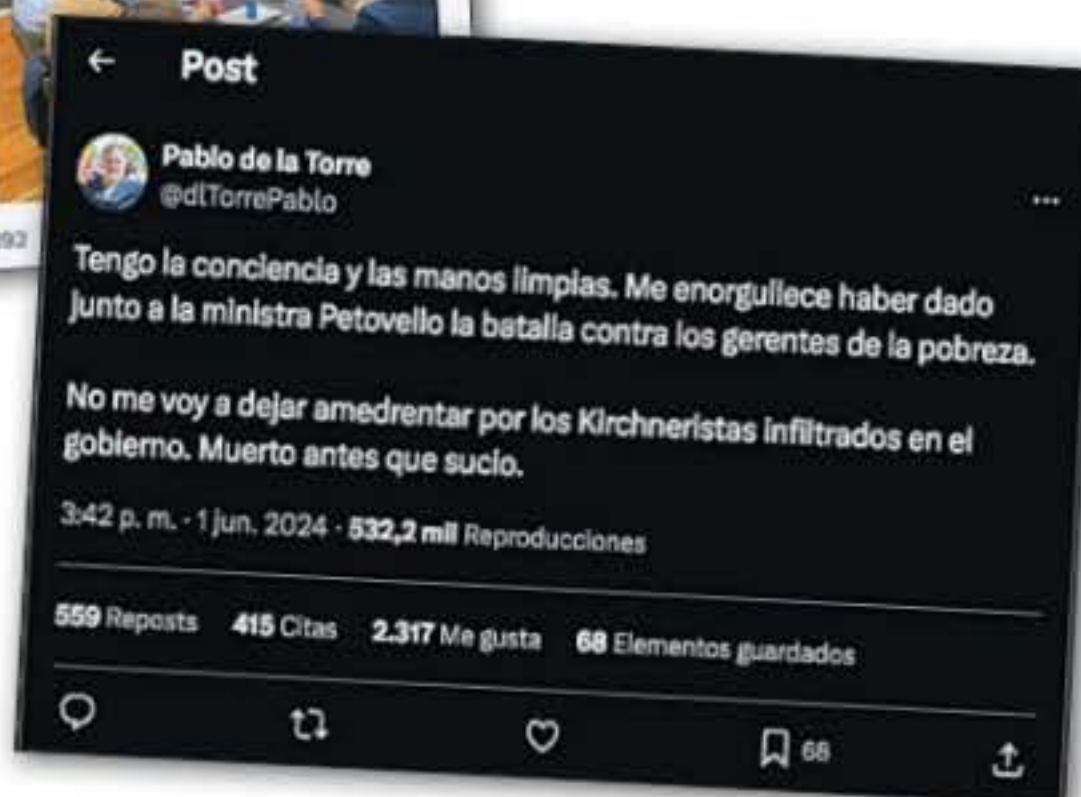 Post
Pablo de la Torre
@dlTorrePablo
Tengo la conciencia y las manos limpias. Me enorgullece haber dado
junto a la ministra Petovello la batalla contra los gerentes de la pobreza.
No me voy a dejar amedrentar por los Kirchneristas infiltrados en el
gobierno. Muerto antes que sucio.
3:42 p. m. · 1 jun. 2024 · 532,2 mil Reproducciones
559 Reposts 415 Citas 2.317 Me gusta 68 Elementos guardados
68